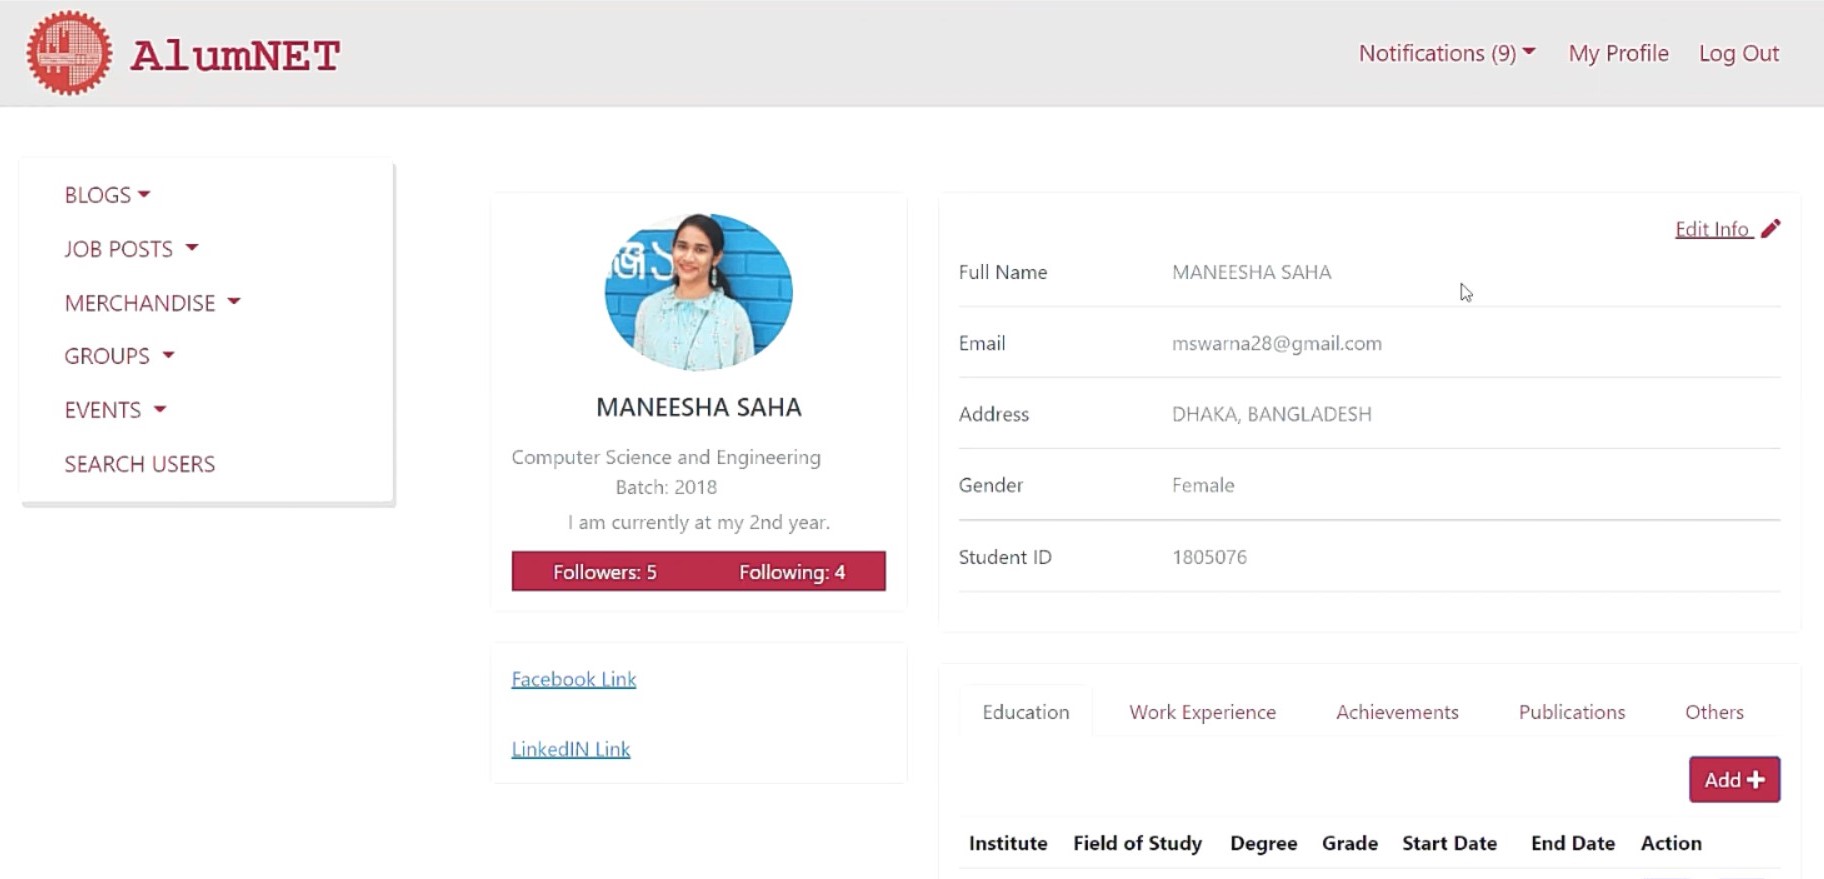 AlumNET
Notifications (9)
My Profile
Log Out
BLOGS
JOB POSTS
MERCHANDISE
GROUPS
EVENTS
SEARCH USERS
MANEESHA SAHA
Computer Science and Engineering
Batch: 2018
I am currently at my 2nd year.
Followers: 5 Following: 4
Facebook Link
LinkedIN Link
Edit Info
Full Name MANEESHA SAHA
Email mswarna28@gmail.com
Address DHAKA, BANGLADESH
Gender Female
Student ID 1805076
Education Work Experience Achievements Publications Others
Add
Institute Field of Study Degree Grade Start Date End Date Action